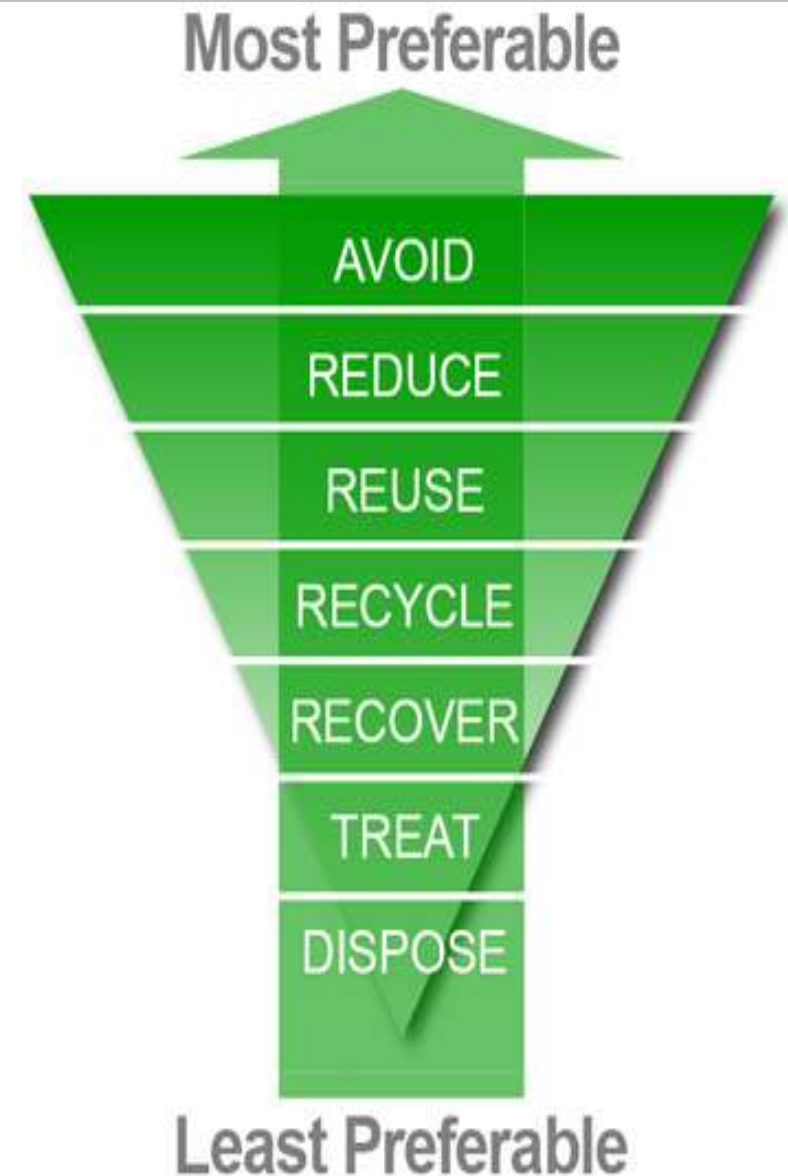 Most Preferable
AVOID
REDUCE
REUSE
RECYCLE
RECOVER
TREAT
DISPOSE
Least Preferable